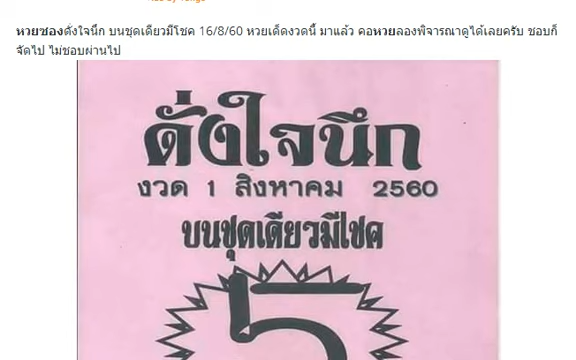 หวยซองดั่งใจนึก บนชุดเดียวมีโชค 16/8/60 หวยเด็ดงวดนี้ มาแล้ว คอหวยลองพิจารณาดูได้เลยครับ ชอบก็
จัดไป ไม่ชอบผ่านไป
ดั่งใจนึก
งวด 1 สิงหาคม 2560
บนชุดเดียวมีโชค